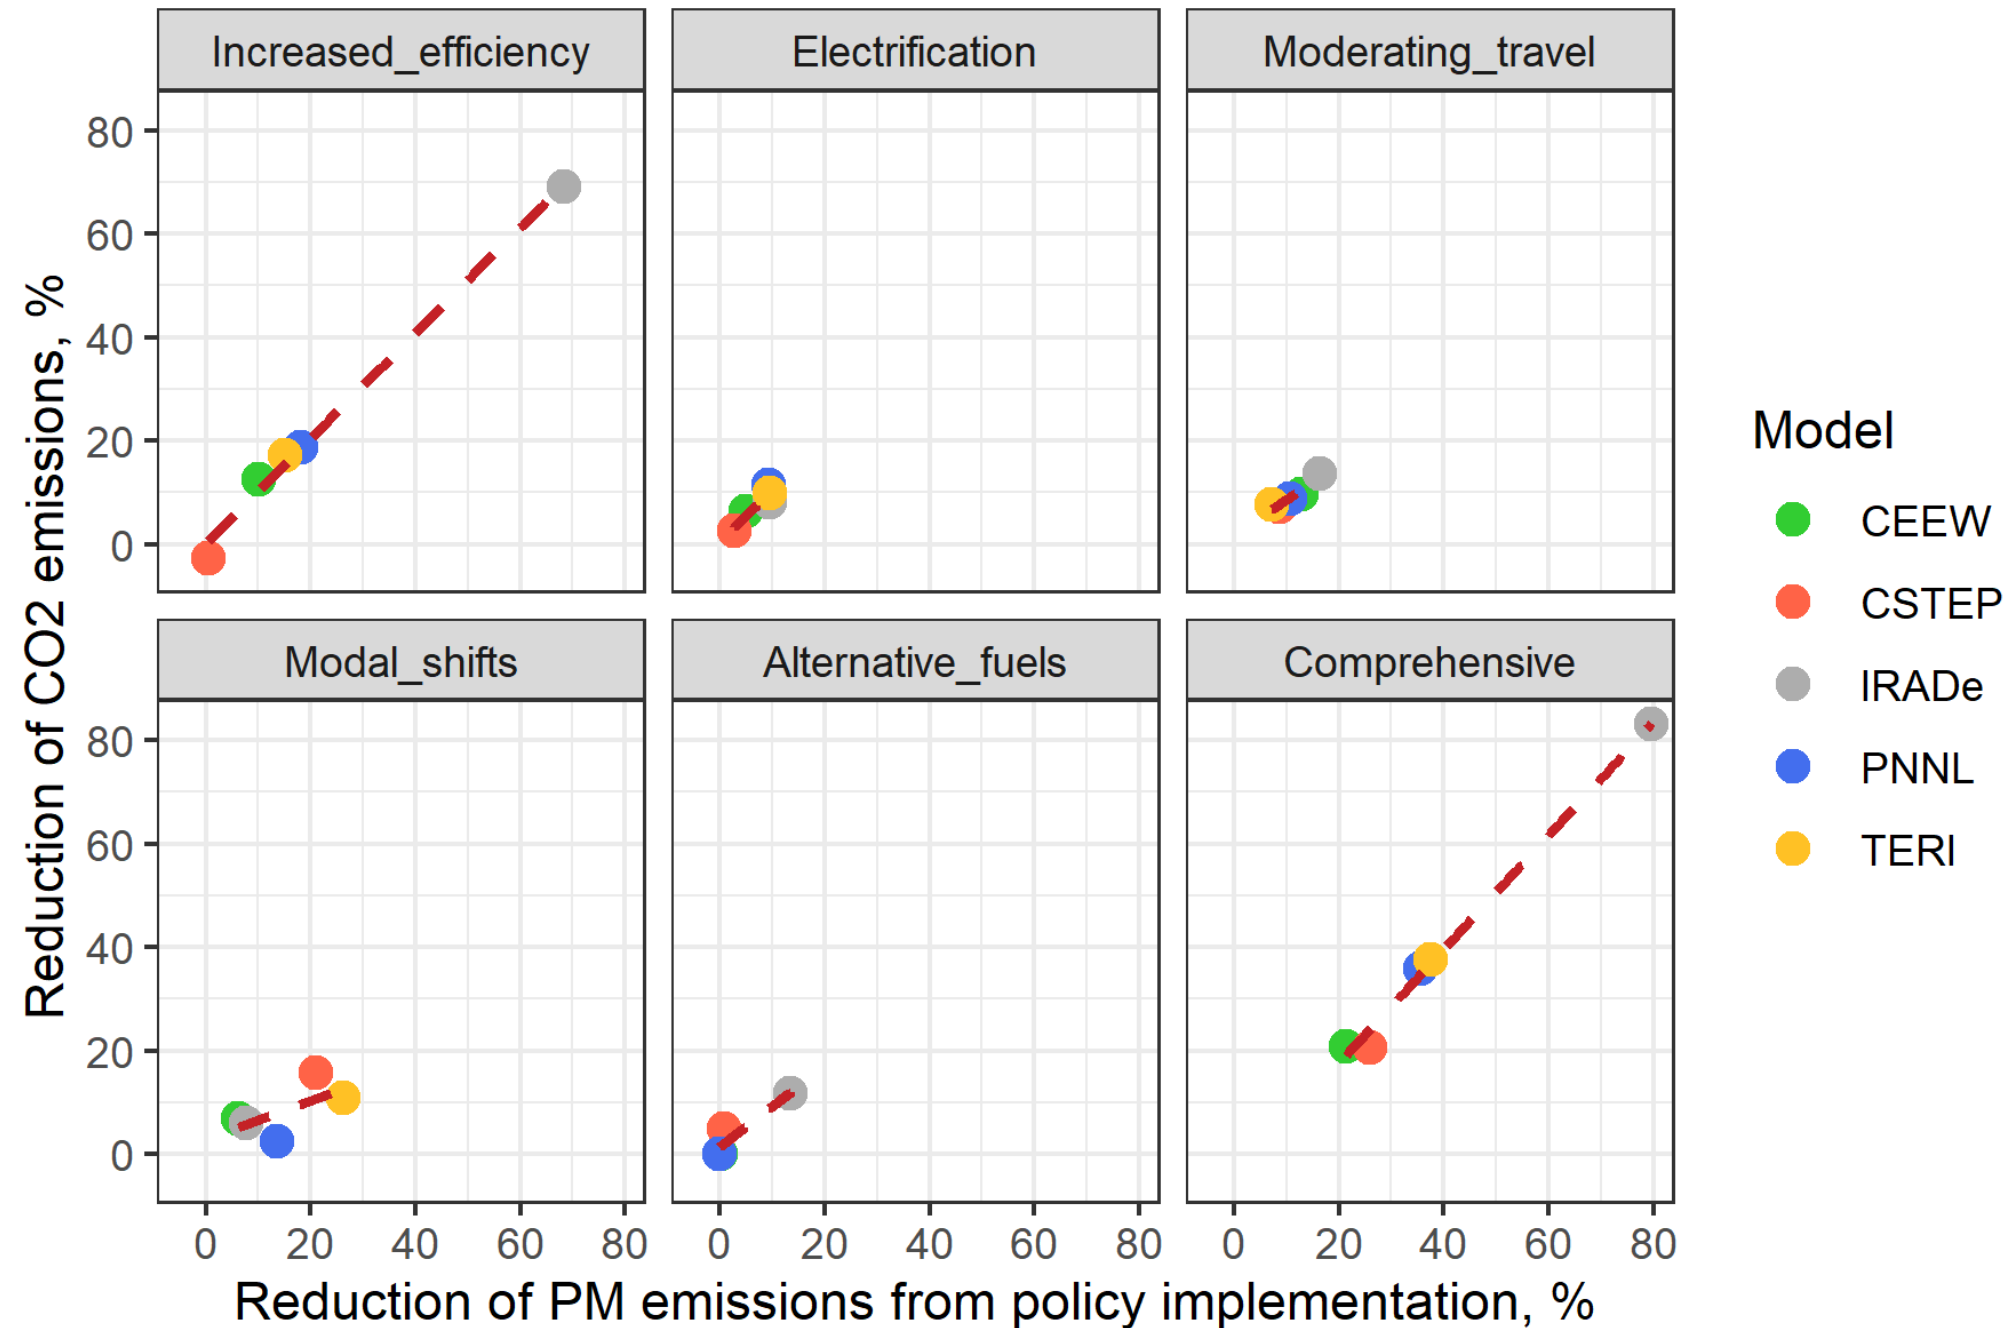 Increased_efficiency
Electrification
Moderating_travel
80
60
40
20
0
Modal_shifts
Alternative_fuels
Comprehensive
80
60
40
20
0
0 20 40 60 80
0 20 40 60 80
0 20 40 60 80
Reduction of PM emissions from policy implementation, %
Reduction of CO2 emissions, %
Model
CEEW
CSTEP
IRADe
PNNL
TERI